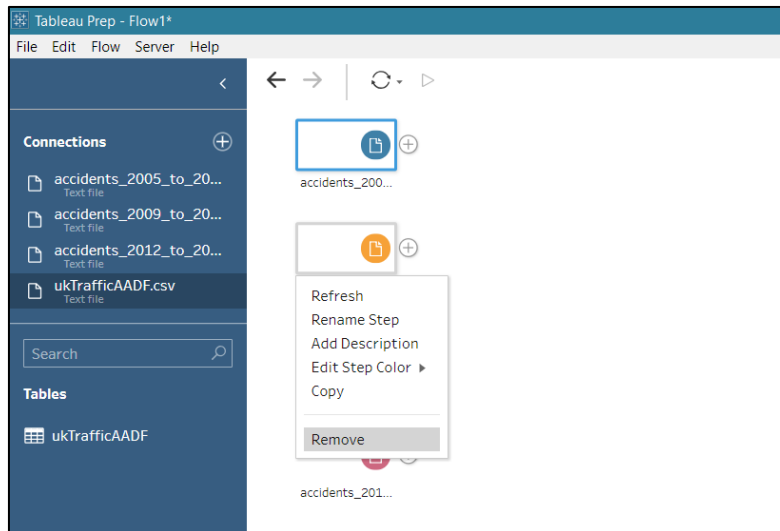 Tableau Prep - Flow1*
File Edit Flow Server Help
Connections
accidents_2005_to_20...
Text file
accidents_2009_to_20...
Text file
accidents_2012_to_20...
Text file
ukTrafficAADF.csv
Text file
Search
Tables
ukTrafficAADF
accidents_200...
Refresh
Rename Step
Add Description
Edit Step Color
Copy
Remove
accidents_201...